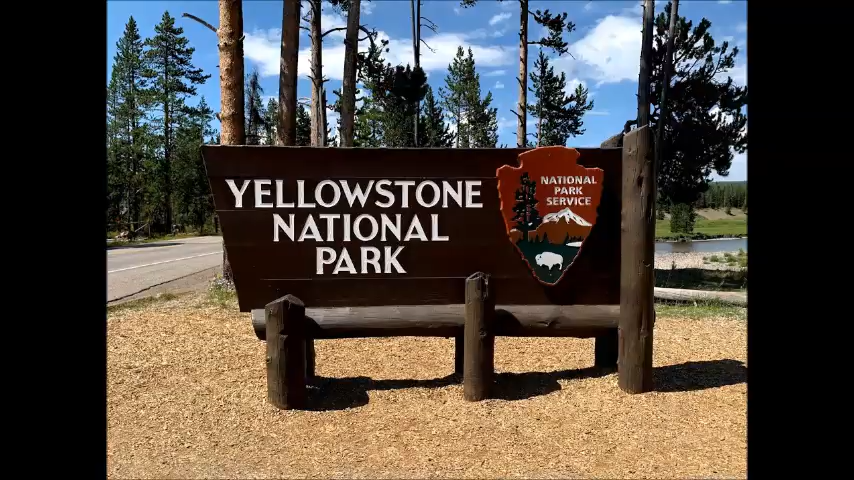 YELLOWSTONE
NATIONAL
PARK
NATIONAL
PARK
SERVICE